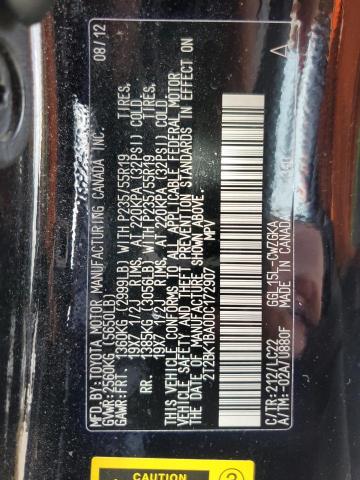 MFD. BY: TOYOTA MOTOR MANUFACTURING CANADA INC. 08/12
GVWR: 2560KG (5650LB)
GAWR: FRT. 1360KG (2999LB) WITH P235/55R19 TIRES,
19X7 1/2J RIMS, AT 220KPA (32PSI) COLD.
RR. 1385KG (3056LB) WITH P235/55R19 TIRES,
19X7 1/2J RIMS, AT 220KPA (32PSI) COLD.
THIS VEHICLE CONFORMS TO ALL APPLICABLE FEDERAL MOTOR
VEHICLE SAFETY AND THEFT PREVENTION STANDARDS IN EFFECT ON
THE DATE OF MANUFACTURE SHOWN ABOVE.
2T2BK1BA0DC172907 MPV
C/TR: 212/LC22
A/TM: -02A/U880F
GGL15L-CWZGKA
CAUTION